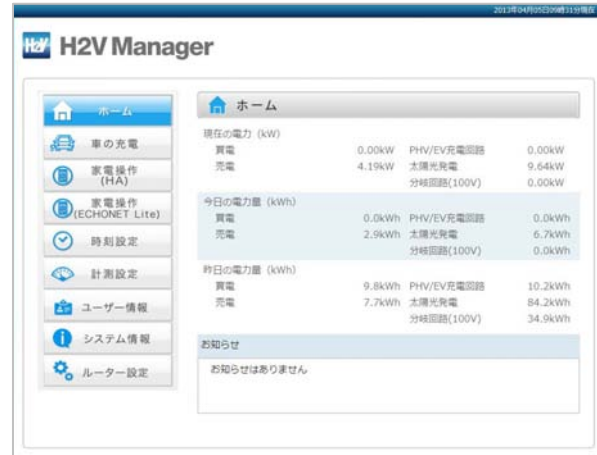 2013年04月05日09時31分現在
H2V H2V Manager
ホーム
車の充電
家電操作
(HA)
家電操作
(ECHONET Lite)
時刻設定
計測設定
ユーザー情報
システム情報
ルーター設定
ホーム
現在の電力 (kW)
買電 0.00kW PHV/EV充電回路 0.00kW
売電 4.19kW 太陽光発電 9.64kW
分岐回路(100V) 0.00kW
今日の電力量 (kWh)
買電 0.0kWh PHV/EV充電回路 0.0kWh
売電 2.9kWh 太陽光発電 6.7kWh
分岐回路(100V) 0.0kWh
昨日の電力量 (kWh)
買電 9.8kWh PHV/EV充電回路 10.2kWh
売電 7.7kWh 太陽光発電 84.2kWh
分岐回路(100V) 34.9kWh
お知らせ
お知らせはありません